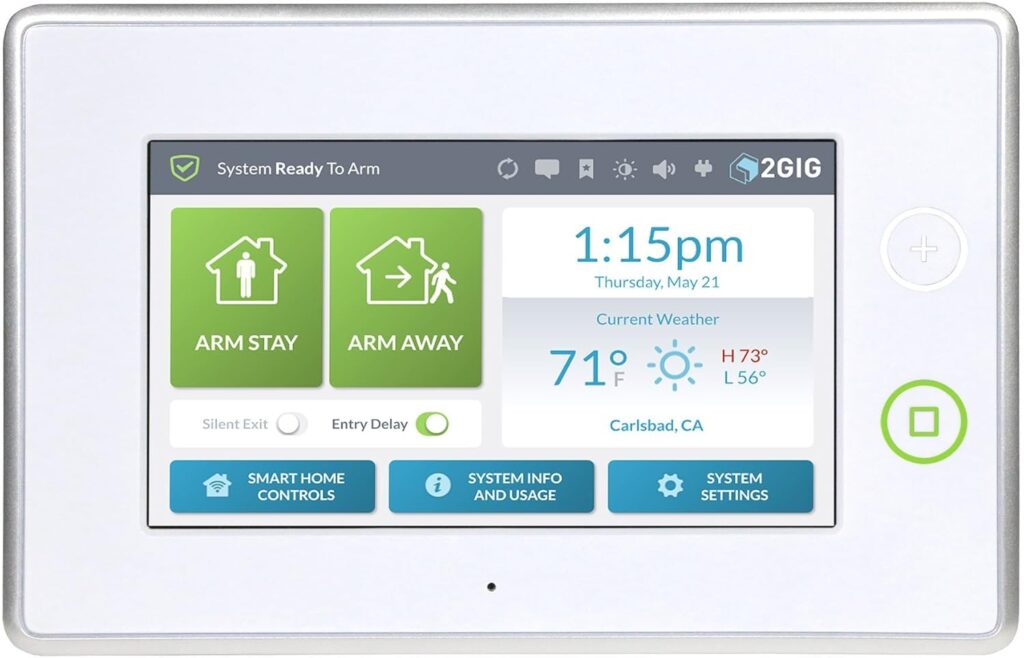 System Ready To Arm
2GIG
ARM STAY
ARM AWAY
Silent Exit
Entry Delay
1:15pm
Thursday, May 21
Current Weather
71°F
H 73°
L 56°
Carlsbad, CA
SMART HOME
CONTROLS
SYSTEM INFO
AND USAGE
SYSTEM
SETTINGS